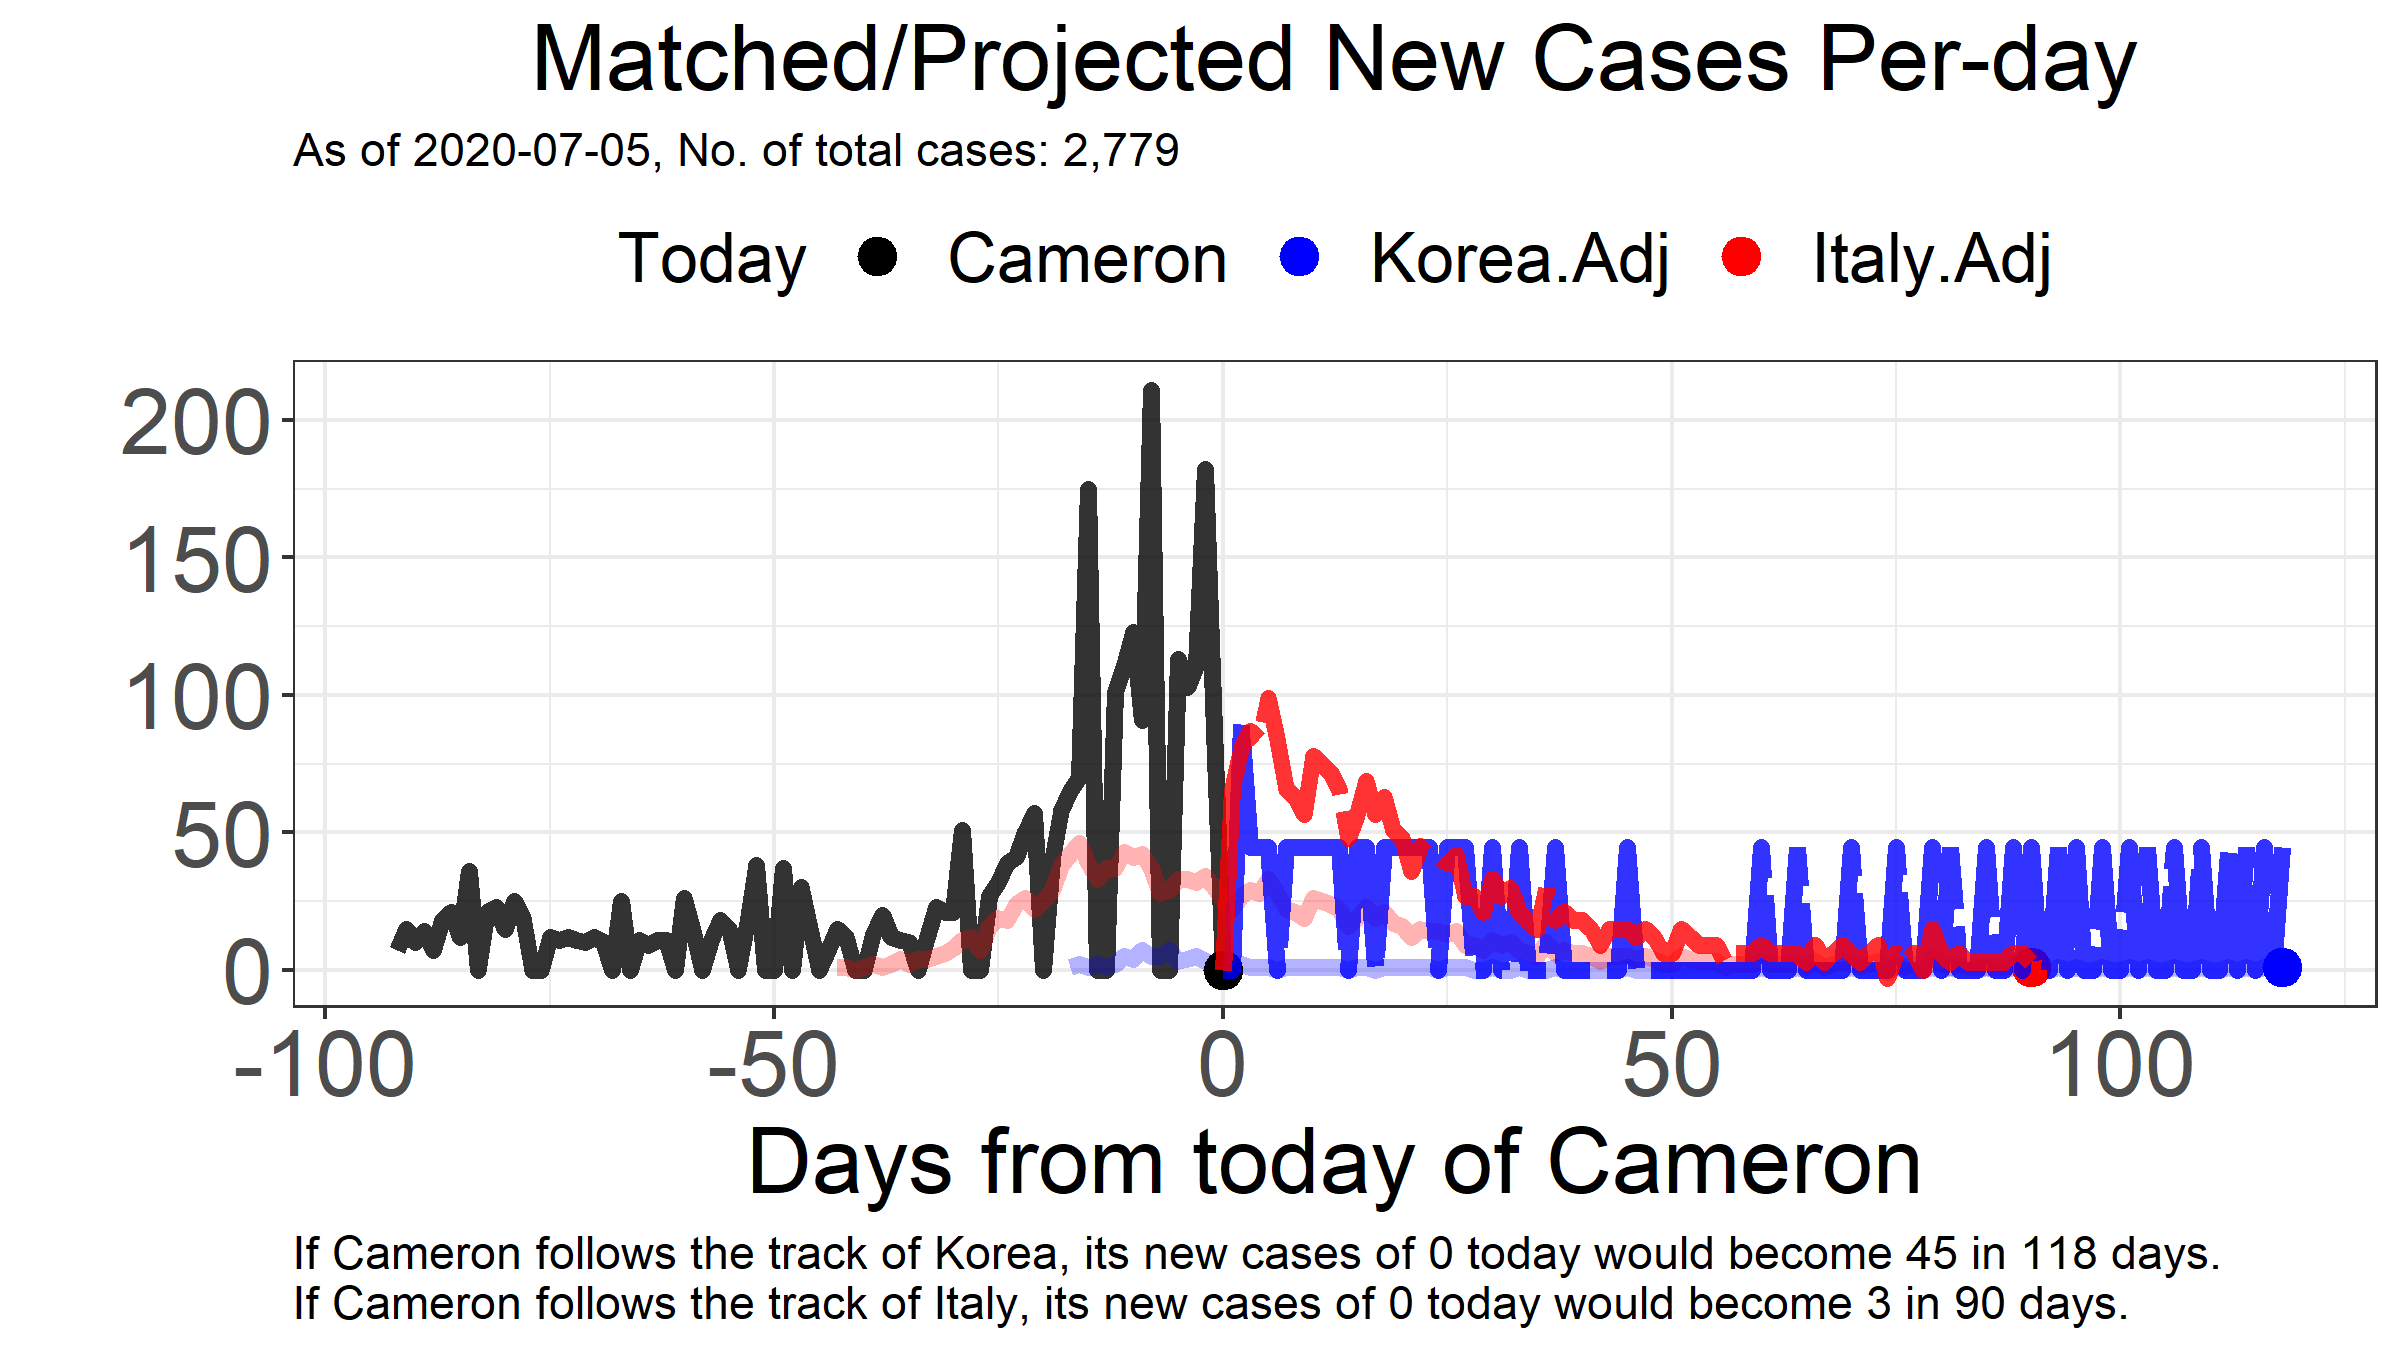 Matched/Projected New Cases Per-day
As of 2020-07-05, No. of total cases: 2,779
Today Cameron Korea.Adj Italy.Adj
200
150
100
50
0
-100 -50 0 50 100
Days from today of Cameron
If Cameron follows the track of Korea, its new cases of 0 today would become 45 in 118 days.
If Cameron follows the track of Italy, its new cases of 0 today would become 3 in 90 days.